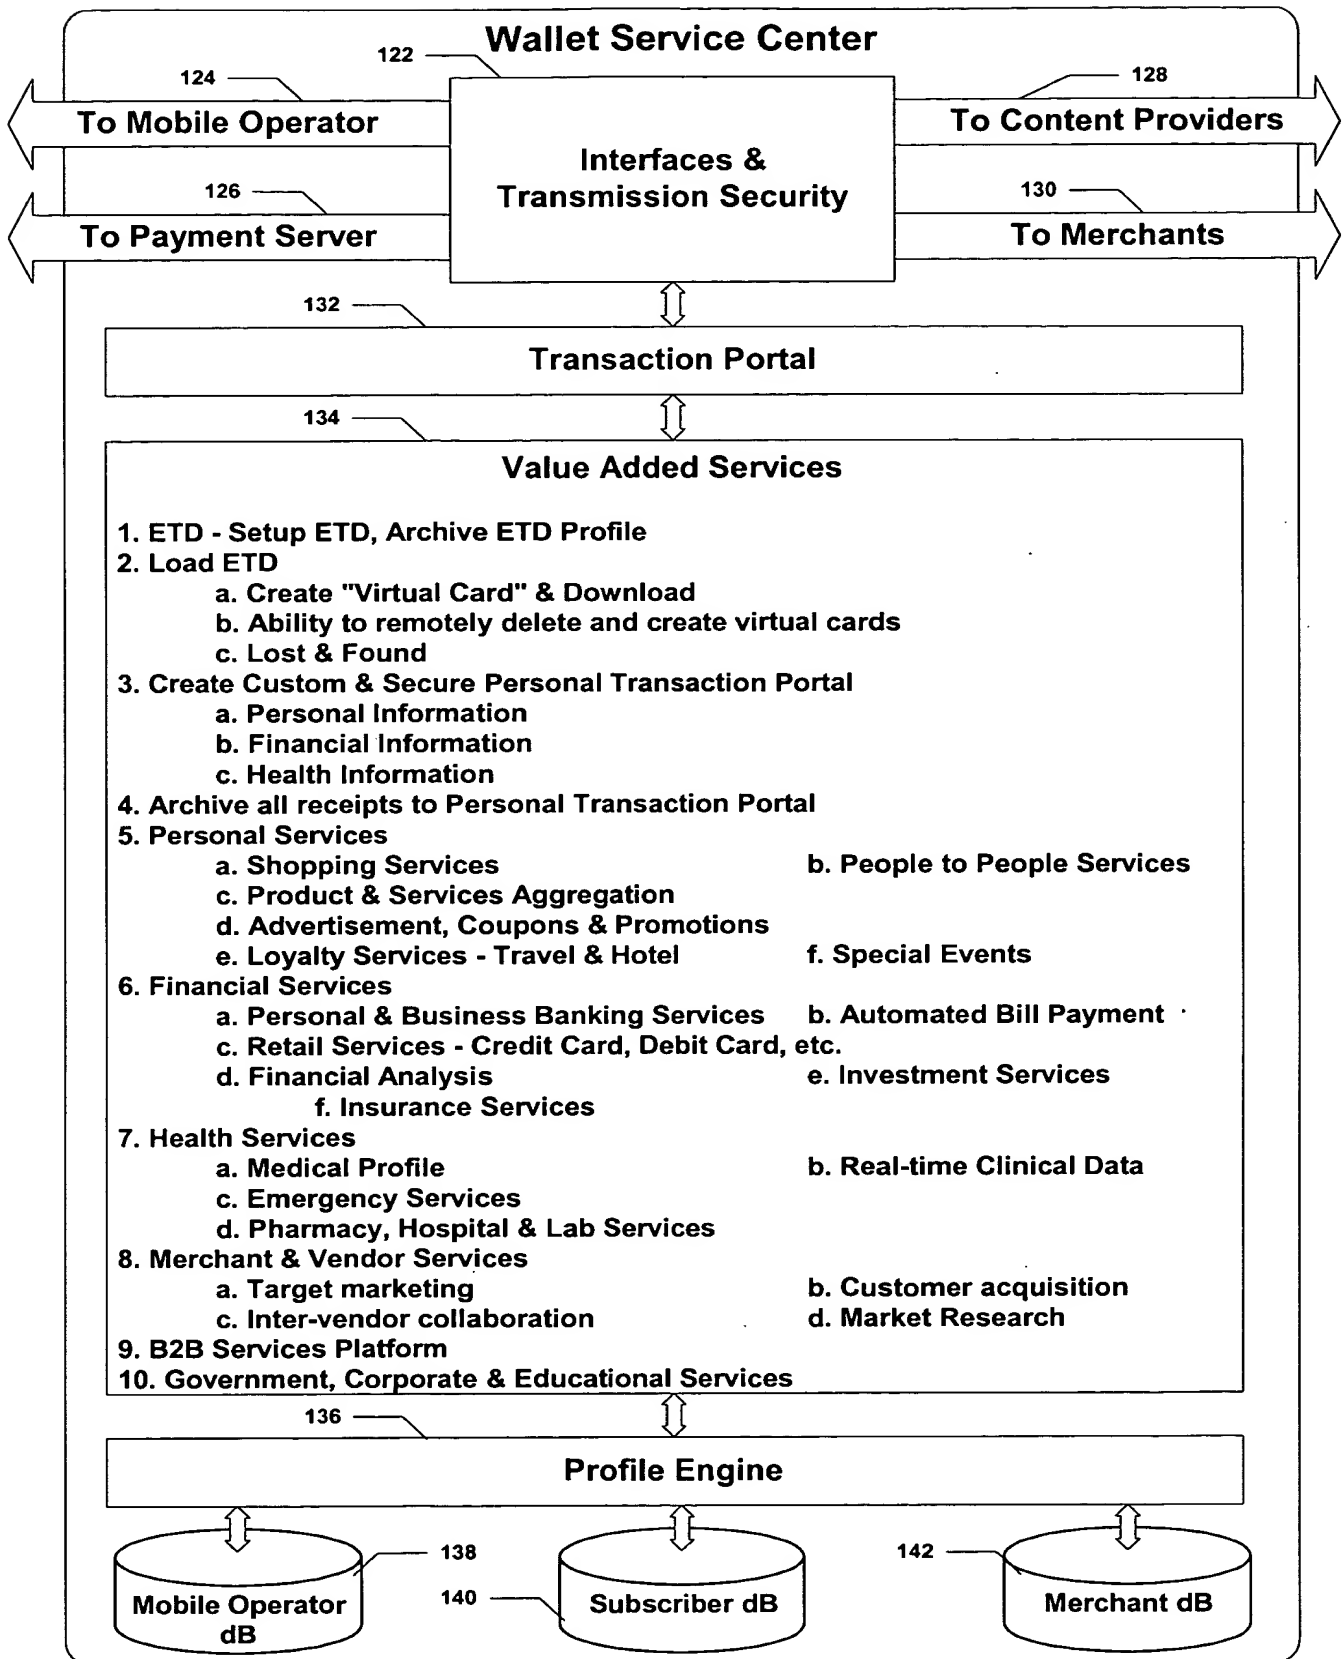 Wallet Service Center
122
124
128
To Mobile Operator
To Content Providers
Interfaces &
Transmission Security
126
130
To Payment Server
To Merchants
132
Transaction Portal
134
Value Added Services
1. ETD - Setup ETD, Archive ETD Profile
2. Load ETD
a. Create "Virtual Card" & Download
b. Ability to remotely delete and create virtual cards
c. Lost & Found
3. Create Custom & Secure Personal Transaction Portal
a. Personal Information
b. Financial Information
c. Health Information
4. Archive all receipts to Personal Transaction Portal
5. Personal Services
a. Shopping Services b. People to People Services
c. Product & Services Aggregation
d. Advertisement, Coupons & Promotions
e. Loyalty Services - Travel & Hotel f. Special Events
6. Financial Services
a. Personal & Business Banking Services b. Automated Bill Payment
c. Retail Services - Credit Card, Debit Card, etc.
d. Financial Analysis e. Investment Services
f. Insurance Services
7. Health Services
a. Medical Profile b. Real-time Clinical Data
c. Emergency Services
d. Pharmacy, Hospital & Lab Services
8. Merchant & Vendor Services
a. Target marketing b. Customer acquisition
c. Inter-vendor collaboration d. Market Research
9. B2B Services Platform
10. Government, Corporate & Educational Services
136
Profile Engine
138
142
140
Mobile Operator
dB
Subscriber dB
Merchant dB